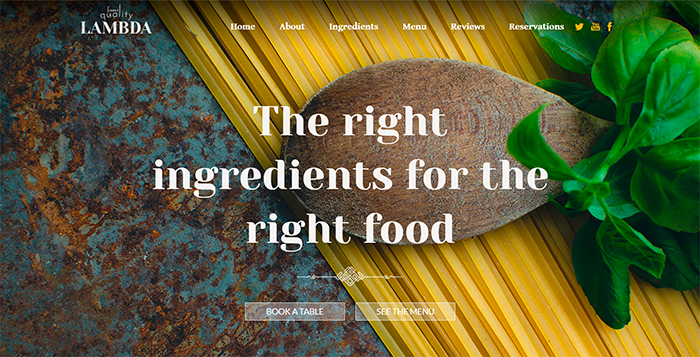 quality
LAMBDA
Home About Ingredients Menu Reviews Reservations
The right
ingredients for the
right food
BOOK A TABLE SEE THE MENU